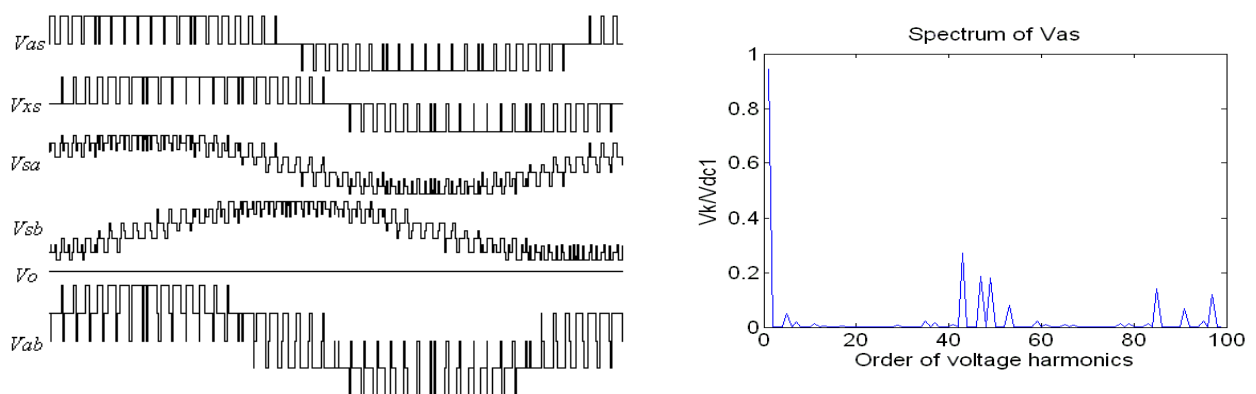 Vas
Vxs
Vsa
Vsb
Vo
Vab
Spectrum of Vas
Vk/Vdc1
1
0.8
0.6
0.4
0.2
0
0 20 40 60 80 100
Order of voltage harmonics